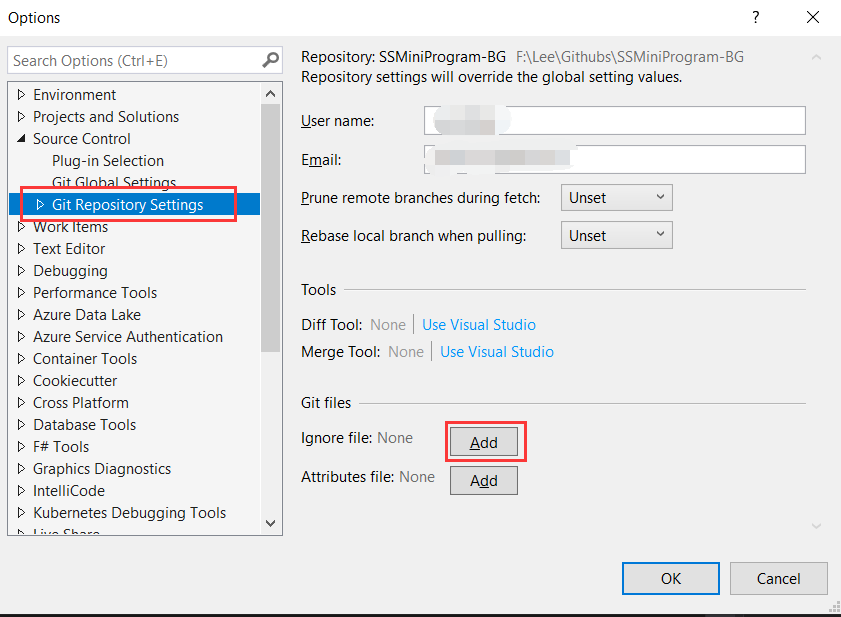 Options
?
Search Options (Ctrl+E)
Environment
Projects and Solutions
Source Control
Plug-in Selection
Git Global Settings
Git Repository Settings
Work Items
Text Editor
Debugging
Performance Tools
Azure Data Lake
Azure Service Authentication
Container Tools
Cookiecutter
Cross Platform
Database Tools
F# Tools
Graphics Diagnostics
IntelliCode
Kubernetes Debugging Tools
Live Share
Repository: SSMiniProgram-BG F:\Lee\Githubs\SSMiniProgram-BG
Repository settings will override the global setting values.
User name:
Email:
Prune remote branches during fetch: Unset
Rebase local branch when pulling: Unset
Tools
Diff Tool: None Use Visual Studio
Merge Tool: None Use Visual Studio
Git files
Ignore file: None Add
Attributes file: None Add
OK Cancel